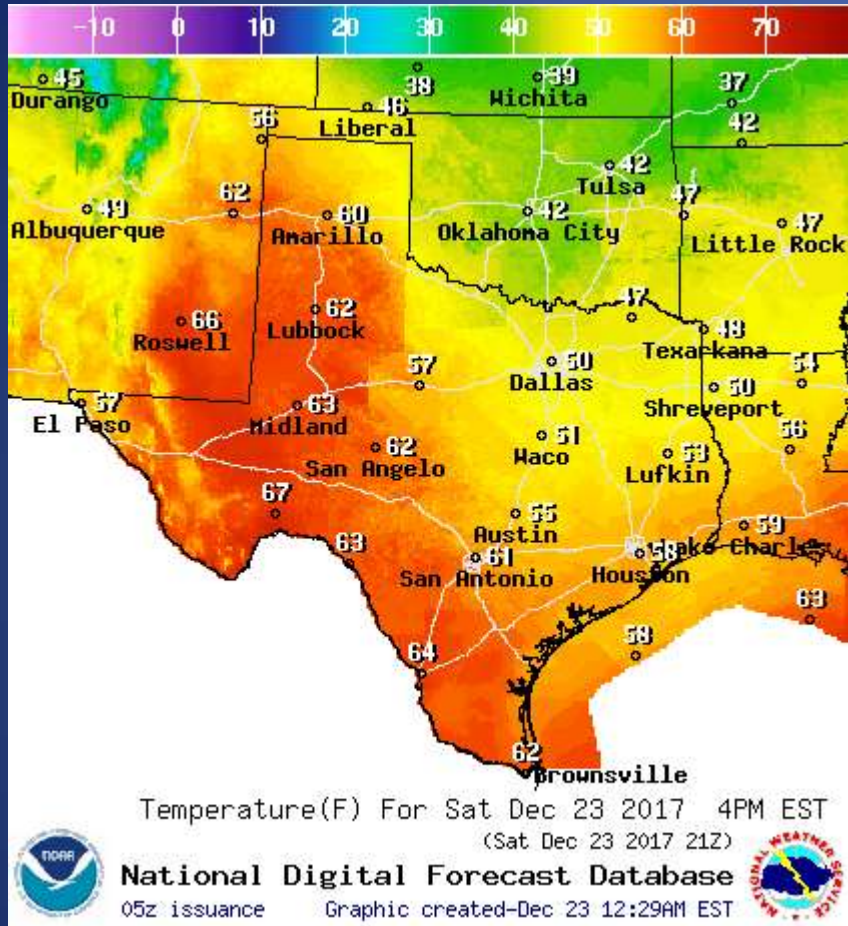 -10 0 10 20 30 40 50 60 70
45 38 39 37
Durango Wichita
56 46 42
Liberal
42
Tulsa
62 49 60 42 47 47
Albuquerque Amarillo Oklahoma City Little Rock
66 62 47 48
Roswell Lubbock Texarkana
57 50 50 54
Dallas Shreveport
57 63
El Paso Midland
62 51 53 56
San Angelo Waco Lufkin
67 55 59
Austin Lake Charles
63 61 58
San Antonio Houston
64 58 63
62
Brownsville
Temperature(F) For Sat Dec 23 2017 4PM EST
(Sat Dec 23 2017 21Z)
National Digital Forecast Database
05z issuance Graphic created-Dec 23 12:29AM EST
NOAA
NATIONAL WEATHER SERVICE